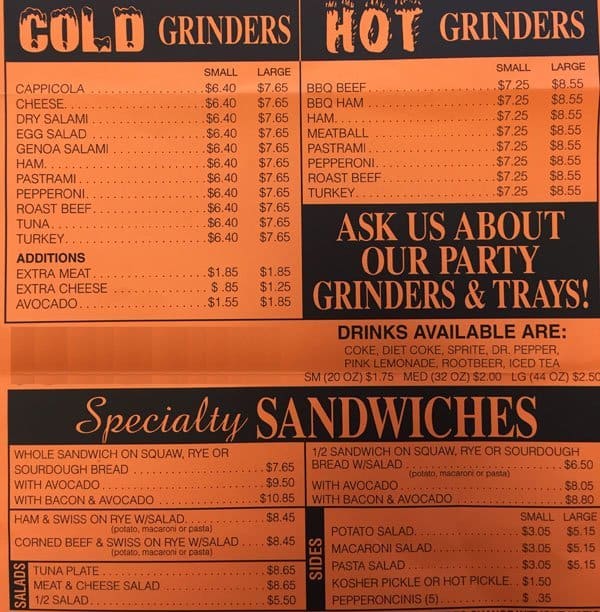 COLD GRINDERS
SMALL LARGE
CAPPICOLA $6.40 $7.65
CHEESE $6.40 $7.65
DRY SALAMI $6.40 $7.65
EGG SALAD $6.40 $7.65
GENOA SALAMI $6.40 $7.65
HAM $6.40 $7.65
PASTRAMI $6.40 $7.65
PEPPERONI $6.40 $7.65
ROAST BEEF $6.40 $7.65
TUNA $6.40 $7.65
TURKEY $6.40 $7.65
ADDITIONS
EXTRA MEAT $1.85 $1.85
EXTRA CHEESE $ .85 $1.25
AVOCADO $1.55 $1.85
HOT GRINDERS
SMALL LARGE
BBQ BEEF $7.25 $8.55
BBQ HAM $7.25 $8.55
HAM $7.25 $8.55
MEATBALL $7.25 $8.55
PASTRAMI $7.25 $8.55
PEPPERONI $7.25 $8.55
ROAST BEEF $7.25 $8.55
TURKEY $7.25 $8.55
ASK US ABOUT
OUR PARTY
GRINDERS & TRAYS!
DRINKS AVAILABLE ARE:
COKE, DIET COKE, SPRITE, DR. PEPPER,
PINK LEMONADE, ROOTBEER, ICED TEA
SM (20 OZ) $1.75 MED (32 OZ) $2.00 LG (44 OZ) $2.50
Specialty SANDWICHES
WHOLE SANDWICH ON SQUAW, RYE OR
SOURDOUGH BREAD $7.65
WITH AVOCADO $9.50
WITH BACON & AVOCADO $10.85
HAM & SWISS ON RYE W/SALAD $8.45
(potato, macaroni or pasta)
CORNED BEEF & SWISS ON RYE W/SALAD $8.45
(potato, macaroni or pasta)
SALADS
TUNA PLATE $8.65
MEAT & CHEESE SALAD $8.65
1/2 SALAD $5.50
1/2 SANDWICH ON SQUAW, RYE OR SOURDOUGH
BREAD W/SALAD $6.50
(potato, macaroni or pasta)
WITH AVOCADO $8.05
WITH BACON & AVOCADO $8.80
SIDES
SMALL LARGE
POTATO SALAD $3.05 $5.15
MACARONI SALAD $3.05 $5.15
PASTA SALAD $3.05 $5.15
KOSHER PICKLE OR HOT PICKLE $1.50
PEPPERONCINIS (5) $ .35